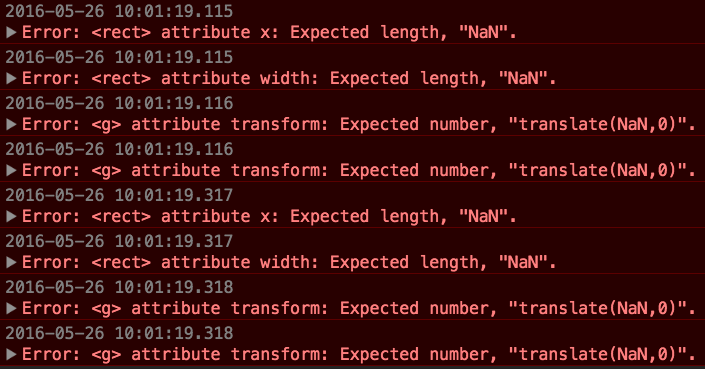 2016-05-26 10:01:19.115
Error: <rect> attribute x: Expected length, "NaN".
2016-05-26 10:01:19.115
Error: <rect> attribute width: Expected length, "NaN".
2016-05-26 10:01:19.116
Error: <g> attribute transform: Expected number, "translate(NaN,0)".
2016-05-26 10:01:19.116
Error: <g> attribute transform: Expected number, "translate(NaN,0)".
2016-05-26 10:01:19.317
Error: <rect> attribute x: Expected length, "NaN".
2016-05-26 10:01:19.317
Error: <rect> attribute width: Expected length, "NaN".
2016-05-26 10:01:19.318
Error: <g> attribute transform: Expected number, "translate(NaN,0)".
2016-05-26 10:01:19.318
Error: <g> attribute transform: Expected number, "translate(NaN,0)".